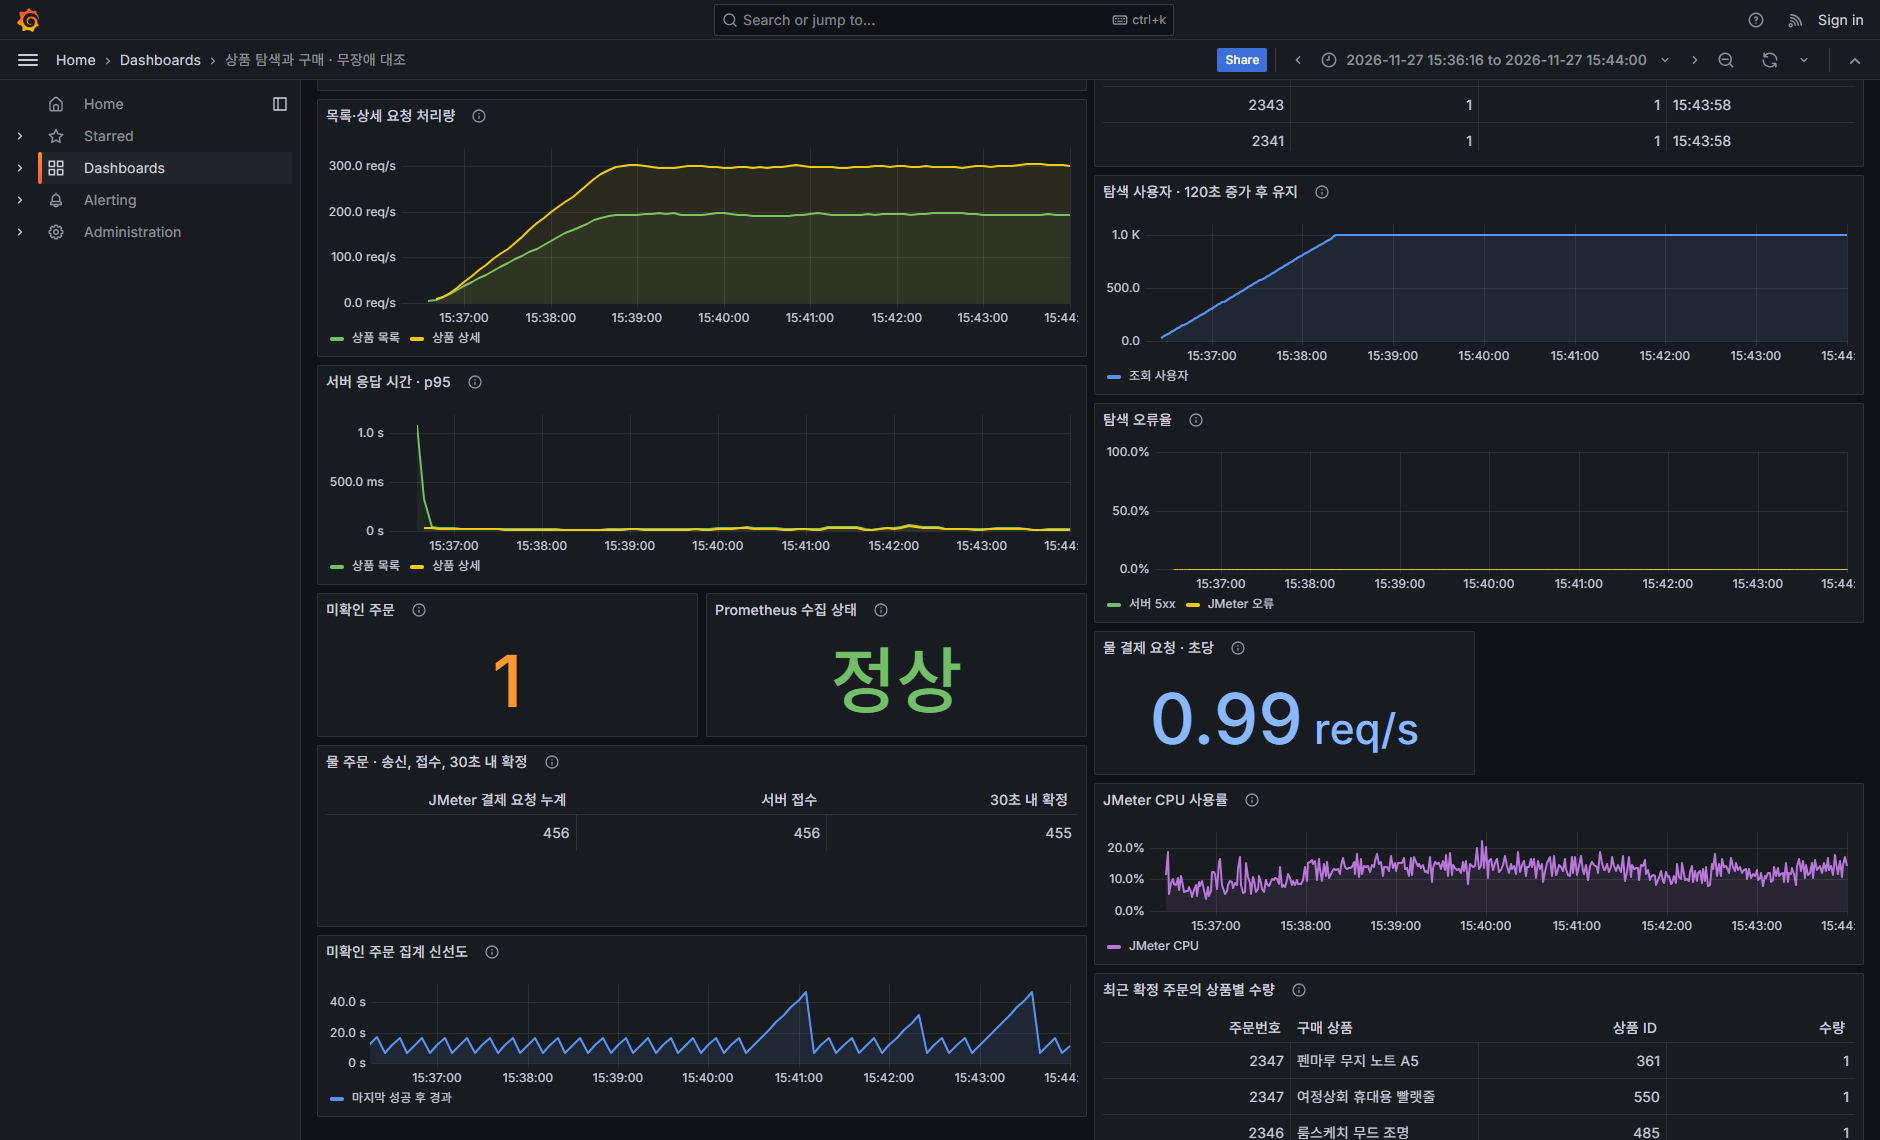 Search or jump to...
ctrl+k
Sign in
Home › Dashboards › 상품 탐색과 구매 · 무장애 대조
Share
2026-11-27 15:36:16 to 2026-11-27 15:44:00
Home
Starred
Dashboards
Alerting
Administration
목록·상세 요청 처리량
300.0 req/s
200.0 req/s
100.0 req/s
0.0 req/s
15:37:00 15:38:00 15:39:00 15:40:00 15:41:00 15:42:00 15:43:00 15:44:
상품 목록 상품 상세
서버 응답 시간 · p95
1.0 s
500.0 ms
0 s
15:37:00 15:38:00 15:39:00 15:40:00 15:41:00 15:42:00 15:43:00 15:44:
상품 목록 상품 상세
미확인 주문
1
Prometheus 수집 상태
정상
물 주문 · 송신, 접수, 30초 내 확정
JMeter 결제 요청 누계 서버 접수 30초 내 확정
456 456 455
미확인 주문 집계 신선도
40.0 s
20.0 s
0 s
15:37:00 15:38:00 15:39:00 15:40:00 15:41:00 15:42:00 15:43:00 15:44:
마지막 성공 후 경과
2343 1 1 15:43:58
2341 1 1 15:43:58
탐색 사용자 · 120초 증가 후 유지
1.0 K
500.0
0.0
15:37:00 15:38:00 15:39:00 15:40:00 15:41:00 15:42:00 15:43:00 15:44:
조회 사용자
탐색 오류율
100.0%
50.0%
0.0%
15:37:00 15:38:00 15:39:00 15:40:00 15:41:00 15:42:00 15:43:00 15:44:
서버 5xx JMeter 오류
물 결제 요청 · 초당
0.99 req/s
JMeter CPU 사용률
20.0%
10.0%
0.0%
15:37:00 15:38:00 15:39:00 15:40:00 15:41:00 15:42:00 15:43:00 15:44:
JMeter CPU
최근 확정 주문의 상품별 수량
주문번호 구매 상품 상품 ID 수량
2347 펜마루 무지 노트 A5 361 1
2347 여정상회 휴대용 빨랫줄 550 1
2346 룸스케치 무드 조명 485 1